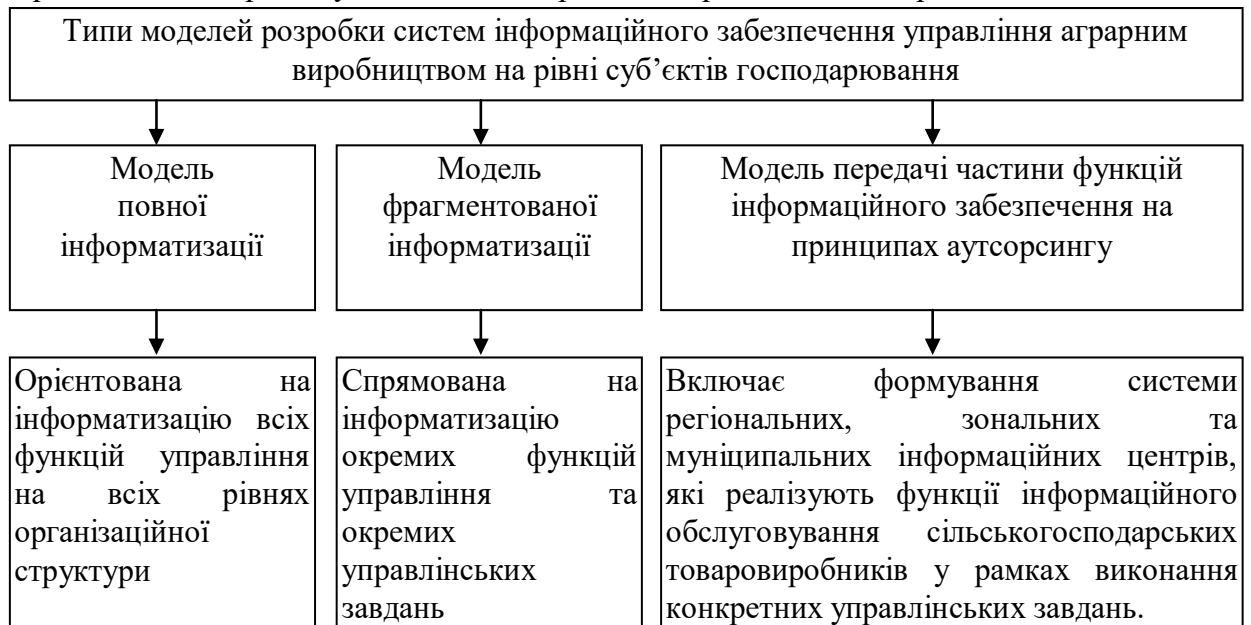 Типи моделей розробки систем інформаційного забезпечення управління аграрним
виробництвом на рівні суб’єктів господарювання
Модель
повної
інформатизації
Модель
фрагментованої
інформатизації
Модель передачі частини функцій
інформаційного забезпечення на
принципах аутсорсингу
Орієнтована на
інформатизацію всіх
функцій управління
на всіх рівнях
організаційної
структури
Спрямована на
інформатизацію
окремих функцій
управління та
окремих
управлінських
завдань
Включає формування системи
регіональних, зональних та
муніципальних інформаційних центрів,
які реалізують функції інформаційного
обслуговування сільськогосподарських
товаровиробників у рамках виконання
конкретних управлінських завдань.